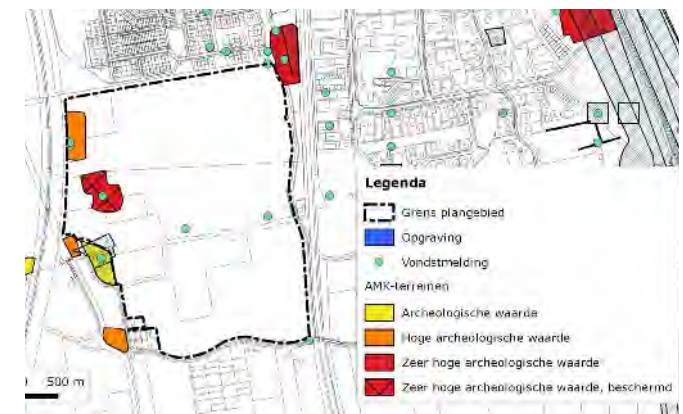 Legenda
Grens plangebied
Opgraving
Vondstmelding
AMK-terreinen
Archeologische waarde
Hoge archeologische waarde
Zeer hoge archeologische waarde
Zeer hoge archeologische waarde, beschermd
0 500 m